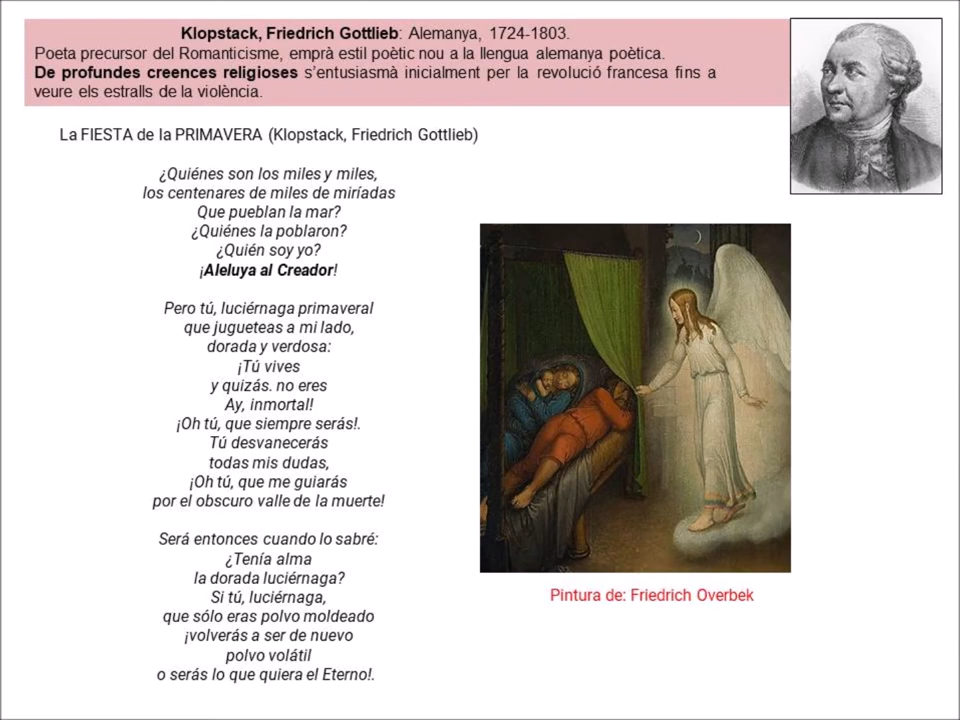 Klopstack, Friedrich Gottlieb: Alemanya, 1724-1803.
Poeta precursor del Romanticisme, emprà estil poètic nou a la llengua alemanya poètica.
De profundes creences religioses s'entusiasmà inicialment per la revolució francesa fins a
veure els estralls de la violència.
La FIESTA de la PRIMAVERA (Klopstack, Friedrich Gottlieb)
¿Quiénes son los miles y miles,
los centenares de miles de miríadas
Que pueblan la mar?
¿Quiénes la poblaron?
¿Quién soy yo?
¡Aleluya al Creador!
Pero tú, luciérnaga primaveral
que jugueteas a mi lado,
dorada y verdosa:
¡Tú vives
y quizás. no eres
Ay, inmortal!
¡Oh tú, que siempre serás!.
Tú desvanecerás
todas mis dudas,
¡Oh tú, que me guiarás
por el obscuro valle de la muerte!
Será entonces cuando lo sabré:
¿Tenía alma
la dorada luciérnaga?
Si tú, luciérnaga,
que sólo eras polvo moldeado
¡volverás a ser de nuevo
polvo volátil
o serás lo que quiera el Eterno!.
Pintura de: Friedrich Overbek